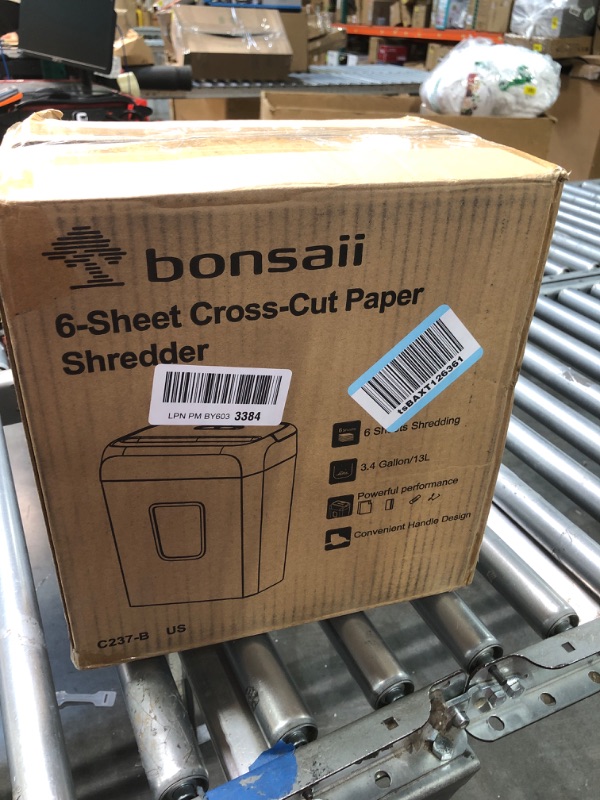 bonsaii
6-Sheet Cross-Cut Paper
Shredder
LPN PM BY603 3384
tsBAXT126361
6 Sheets Shredding
3.4 Gallon/13L
Powerful performance
Convenient Handle Design
C237-B US